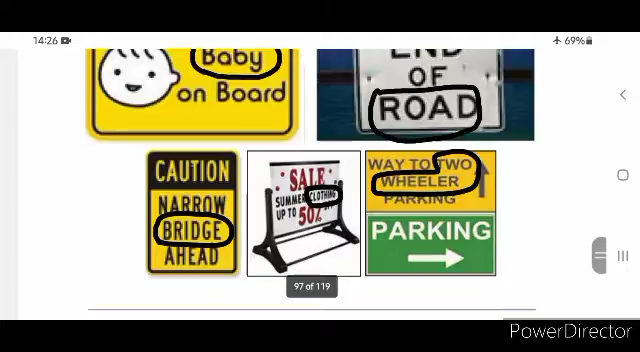 14:26
69%
Baby
on Board
END
OF
ROAD
CAUTION
NARROW
BRIDGE
AHEAD
SALE
SUMMER CLOTHING
UP TO 50%
WAY TO TWO
WHEELER
PARKING
PARKING
97 of 119
PowerDirector